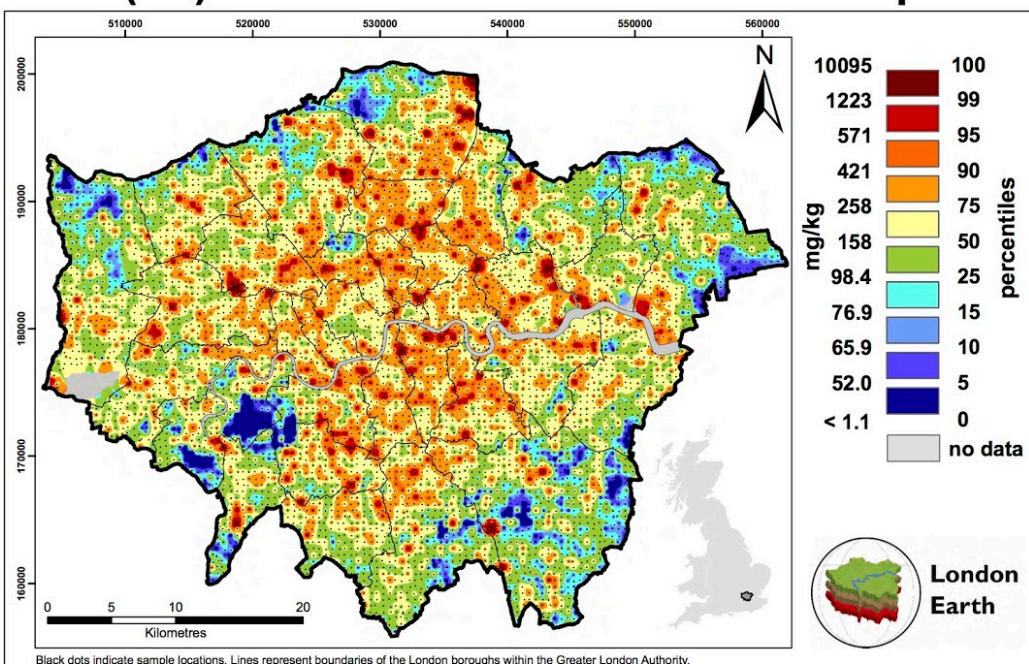 510000 520000 530000 540000 550000 560000
200000
190000
180000
170000
160000
N
10095 100
1223 99
571 95
421 90
258 75
158 50
98.4 25
76.9 15
65.9 10
52.0 5
< 1.1 0
mg/kg
percentiles
no data
0 5 10 20
Kilometres
London
Earth
Black dots indicate sample locations. Lines represent boundaries of the London boroughs within the Greater London Authority.